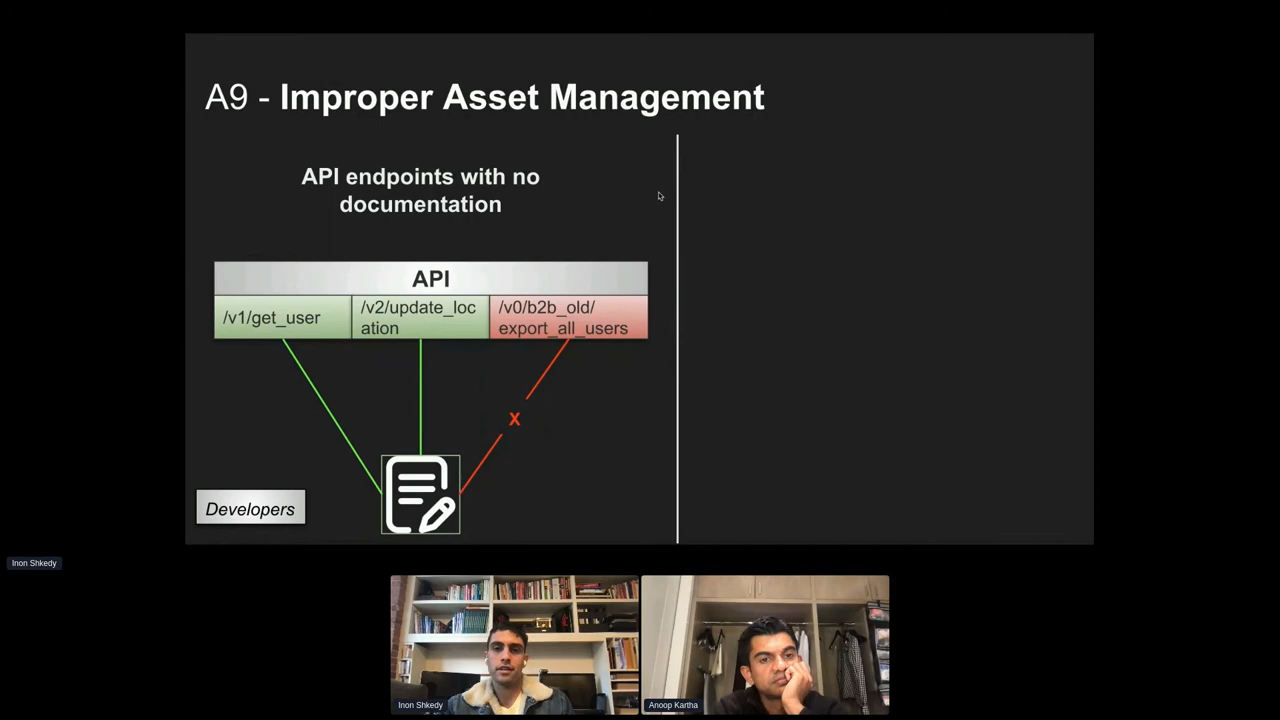 A9 - Improper Asset Management
API endpoints with no
documentation
API
/v1/get_user
/v2/update_loc
ation
/v0/b2b_old/
export_all_users
x
Developers
Inon Shkedy
Inon Shkedy
Anoop Kartha